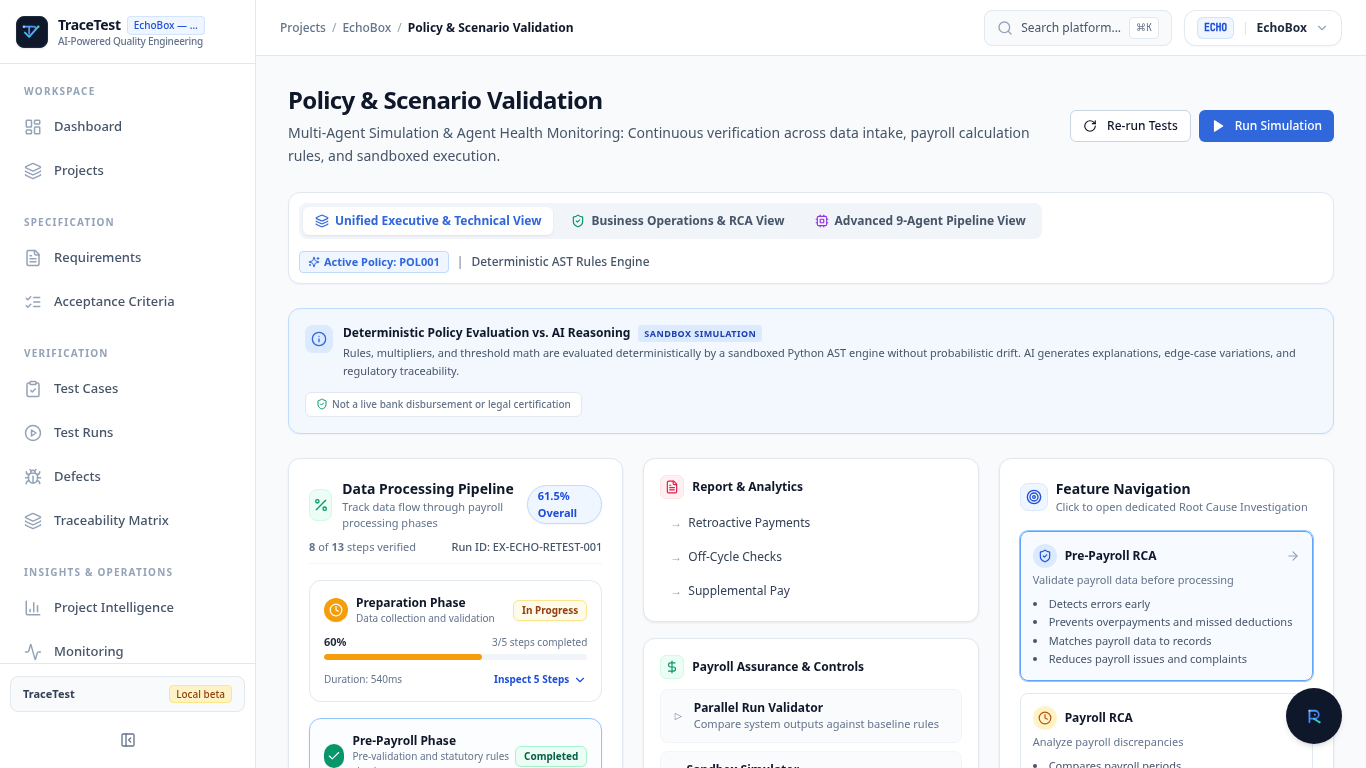 TraceTest
EchoBox — ...
AI-Powered Quality Engineering
WORKSPACE
Dashboard
Projects
SPECIFICATION
Requirements
Acceptance Criteria
VERIFICATION
Test Cases
Test Runs
Defects
Traceability Matrix
INSIGHTS & OPERATIONS
Project Intelligence
Monitoring
TraceTest
Local beta
Projects / EchoBox / Policy & Scenario Validation
Search platform...
⌘K
ECHO
EchoBox
Policy & Scenario Validation
Multi-Agent Simulation & Agent Health Monitoring: Continuous verification across data intake, payroll calculation
rules, and sandboxed execution.
Re-run Tests
Run Simulation
Unified Executive & Technical View
Business Operations & RCA View
Advanced 9-Agent Pipeline View
Active Policy: POL001 | Deterministic AST Rules Engine
Deterministic Policy Evaluation vs. AI Reasoning
SANDBOX SIMULATION
Rules, multipliers, and threshold math are evaluated deterministically by a sandboxed Python AST engine without probabilistic drift. AI generates explanations, edge-case variations, and
regulatory traceability.
Not a live bank disbursement or legal certification
Data Processing Pipeline
Track data flow through payroll
processing phases
61.5%
Overall
8 of 13 steps verified
Run ID: EX-ECHO-RETEST-001
Preparation Phase
Data collection and validation
In Progress
60%
3/5 steps completed
Duration: 540ms
Inspect 5 Steps
Pre-Payroll Phase
Pre-validation and statutory rules
Completed
Report & Analytics
→ Retroactive Payments
→ Off-Cycle Checks
→ Supplemental Pay
Payroll Assurance & Controls
Parallel Run Validator
Compare system outputs against baseline rules
Sandbox Simulator
Feature Navigation
Click to open dedicated Root Cause Investigation
Pre-Payroll RCA
Validate payroll data before processing
• Detects errors early
• Prevents overpayments and missed deductions
• Matches payroll data to records
• Reduces payroll issues and complaints
Payroll RCA
Analyze payroll discrepancies
• Compares payroll periods